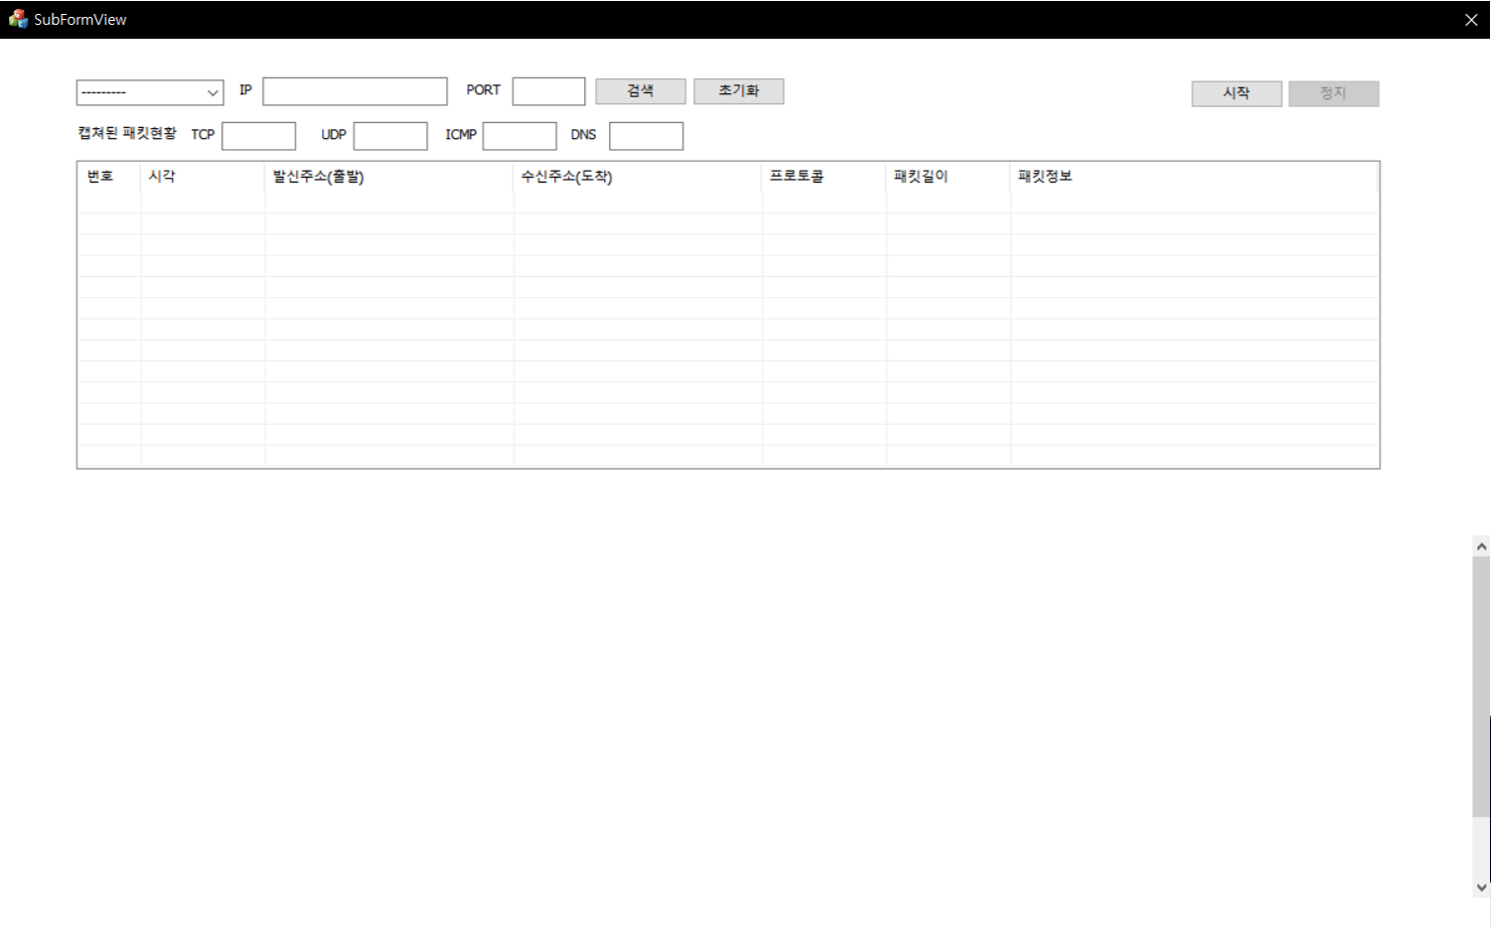 SubFormView
--------- IP PORT 검색 초기화 시작 정지
캡쳐된 패킷현황 TCP UDP ICMP DNS
번호 시각 발신주소(출발) 수신주소(도착) 프로토콜 패킷길이 패킷정보